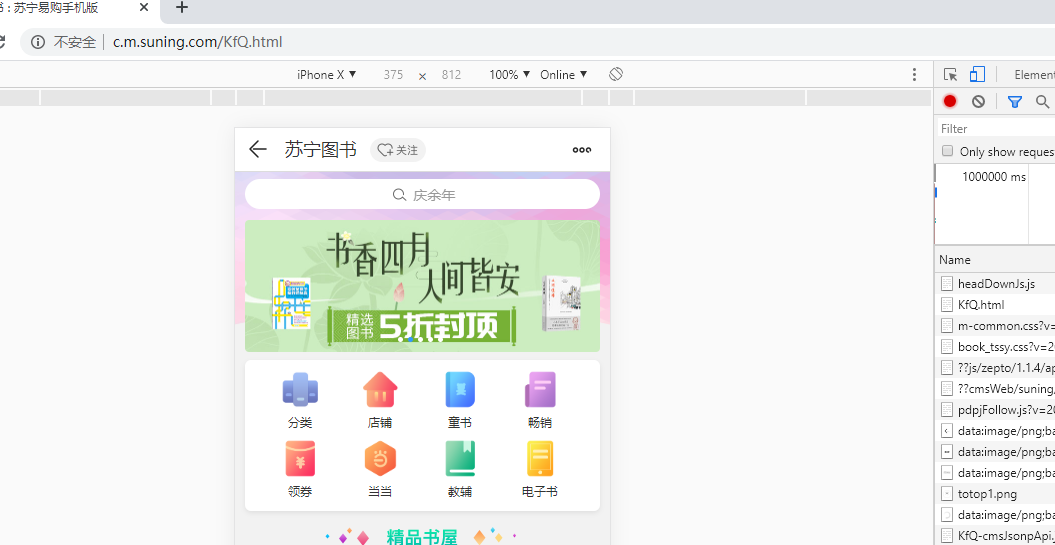 书 : 苏宁易购手机版
不安全 c.m.suning.com/KfQ.html
iPhone X ▼ 375 × 812 100% ▼ Online ▼
Elemen
Filter
Only show reques
1000000 ms
苏宁图书 关注
庆余年
书香四月
人间皆安
精选图书 5折封顶
分类 店铺 童书 畅销
领券 当当 教辅 电子书
精品书屋
Name
headDownJs.js
KfQ.html
m-common.css?v=
book_tssy.css?v=2
??js/zepto/1.1.4/ap
??cmsWeb/suning,
pdpjFollow.js?v=20
data:image/png;ba
data:image/png;ba
data:image/png;ba
totop1.png
data:image/png;ba
KfQ-cmsJsonpApi.